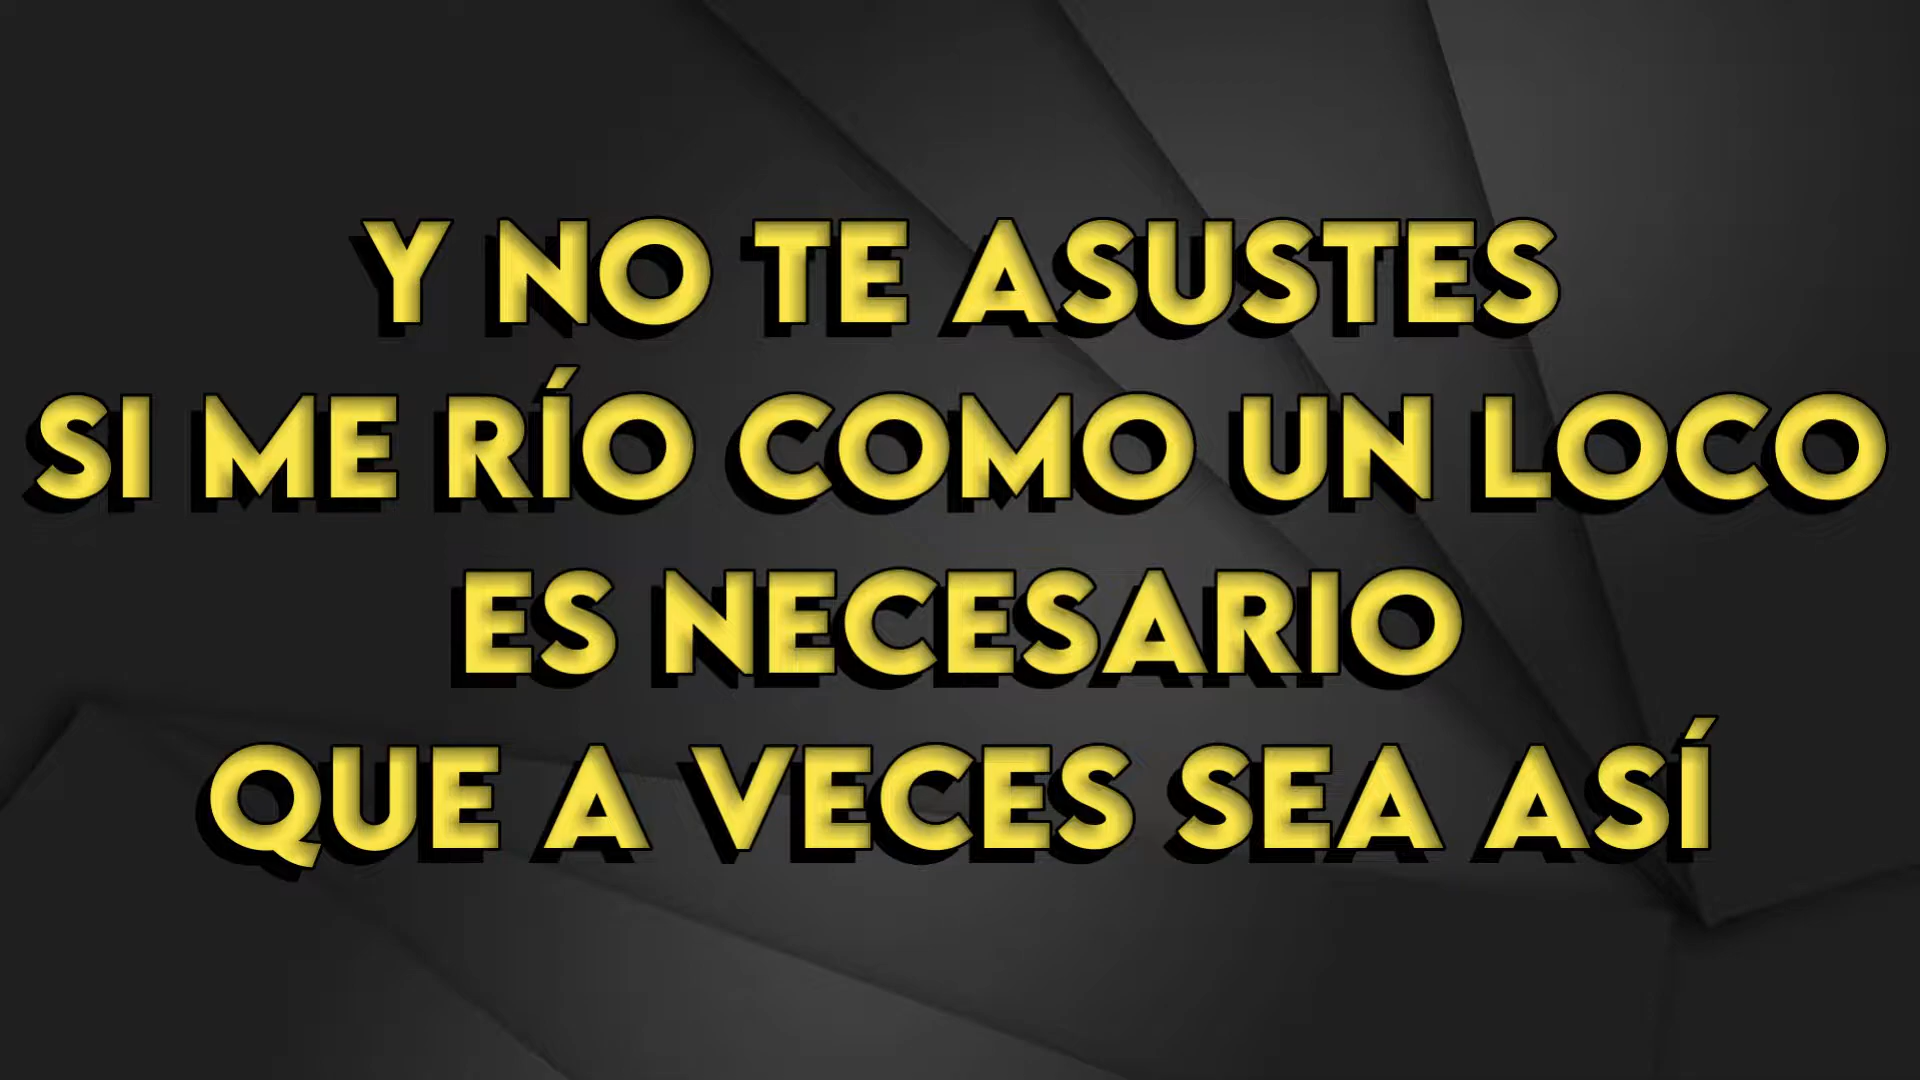 Y NO TE ASUSTES
SI ME RÍO COMO UN LOCO
ES NECESARIO
QUE A VECES SEA ASÍ